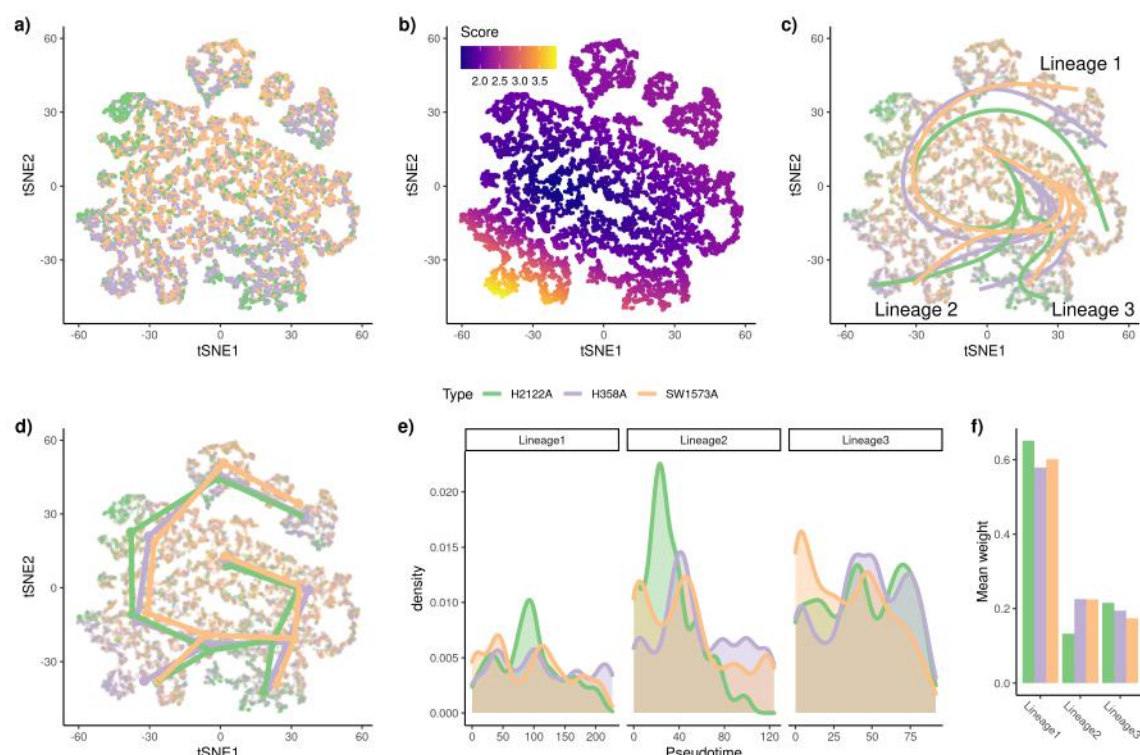 a)
60
30
0
-30
tSNE2
-60 -30 0 30 60
tSNE1
b)
Score
2.0 2.5 3.0 3.5
60
30
0
-30
tSNE2
-60 -30 0 30 60
tSNE1
c)
Lineage 1
Lineage 2
Lineage 3
60
30
0
-30
tSNE2
-60 -30 0 30 60
tSNE1
Type H2122A H358A SW1573A
d)
60
30
0
-30
tSNE2
-60 -30 0 30 60
tSNE1
e)
Lineage1 Lineage2 Lineage3
0.020
0.015
0.010
0.005
0.000
density
0 50 100 150 200 0 40 80 120 0 25 50 75
Pseudotime
f)
0.6
0.4
0.2
0.0
Mean weight
Lineage1
Lineage2
Lineage3